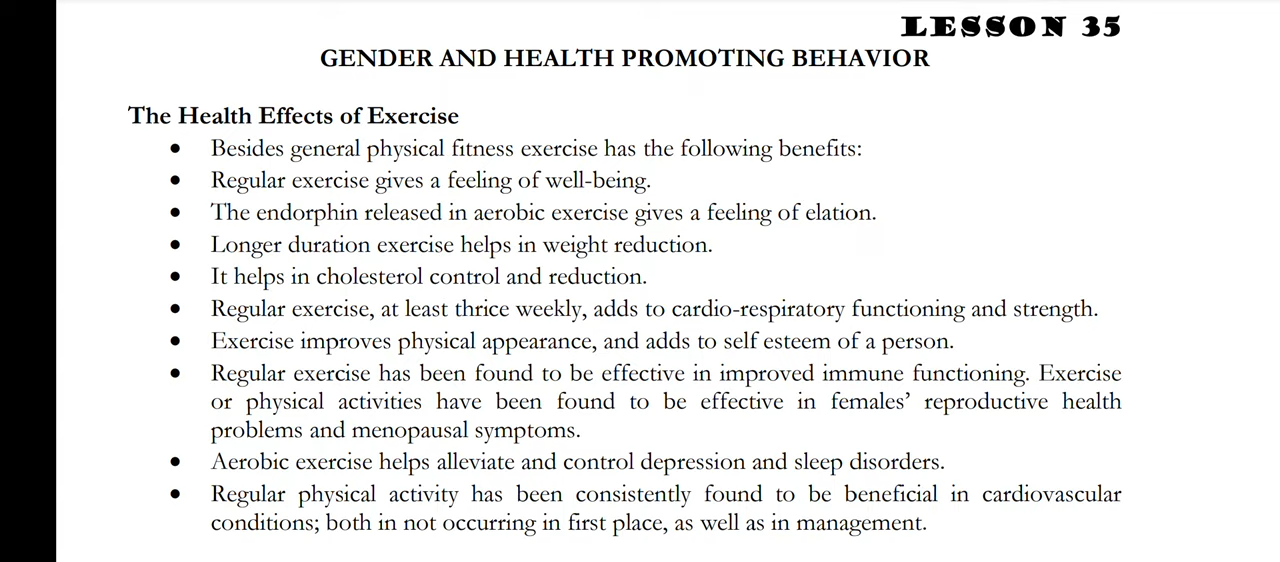 LESSON 35
GENDER AND HEALTH PROMOTING BEHAVIOR
The Health Effects of Exercise
• Besides general physical fitness exercise has the following benefits:
• Regular exercise gives a feeling of well-being.
• The endorphin released in aerobic exercise gives a feeling of elation.
• Longer duration exercise helps in weight reduction.
• It helps in cholesterol control and reduction.
• Regular exercise, at least thrice weekly, adds to cardio-respiratory functioning and strength.
• Exercise improves physical appearance, and adds to self esteem of a person.
• Regular exercise has been found to be effective in improved immune functioning. Exercise
or physical activities have been found to be effective in females’ reproductive health
problems and menopausal symptoms.
• Aerobic exercise helps alleviate and control depression and sleep disorders.
• Regular physical activity has been consistently found to be beneficial in cardiovascular
conditions; both in not occurring in first place, as well as in management.